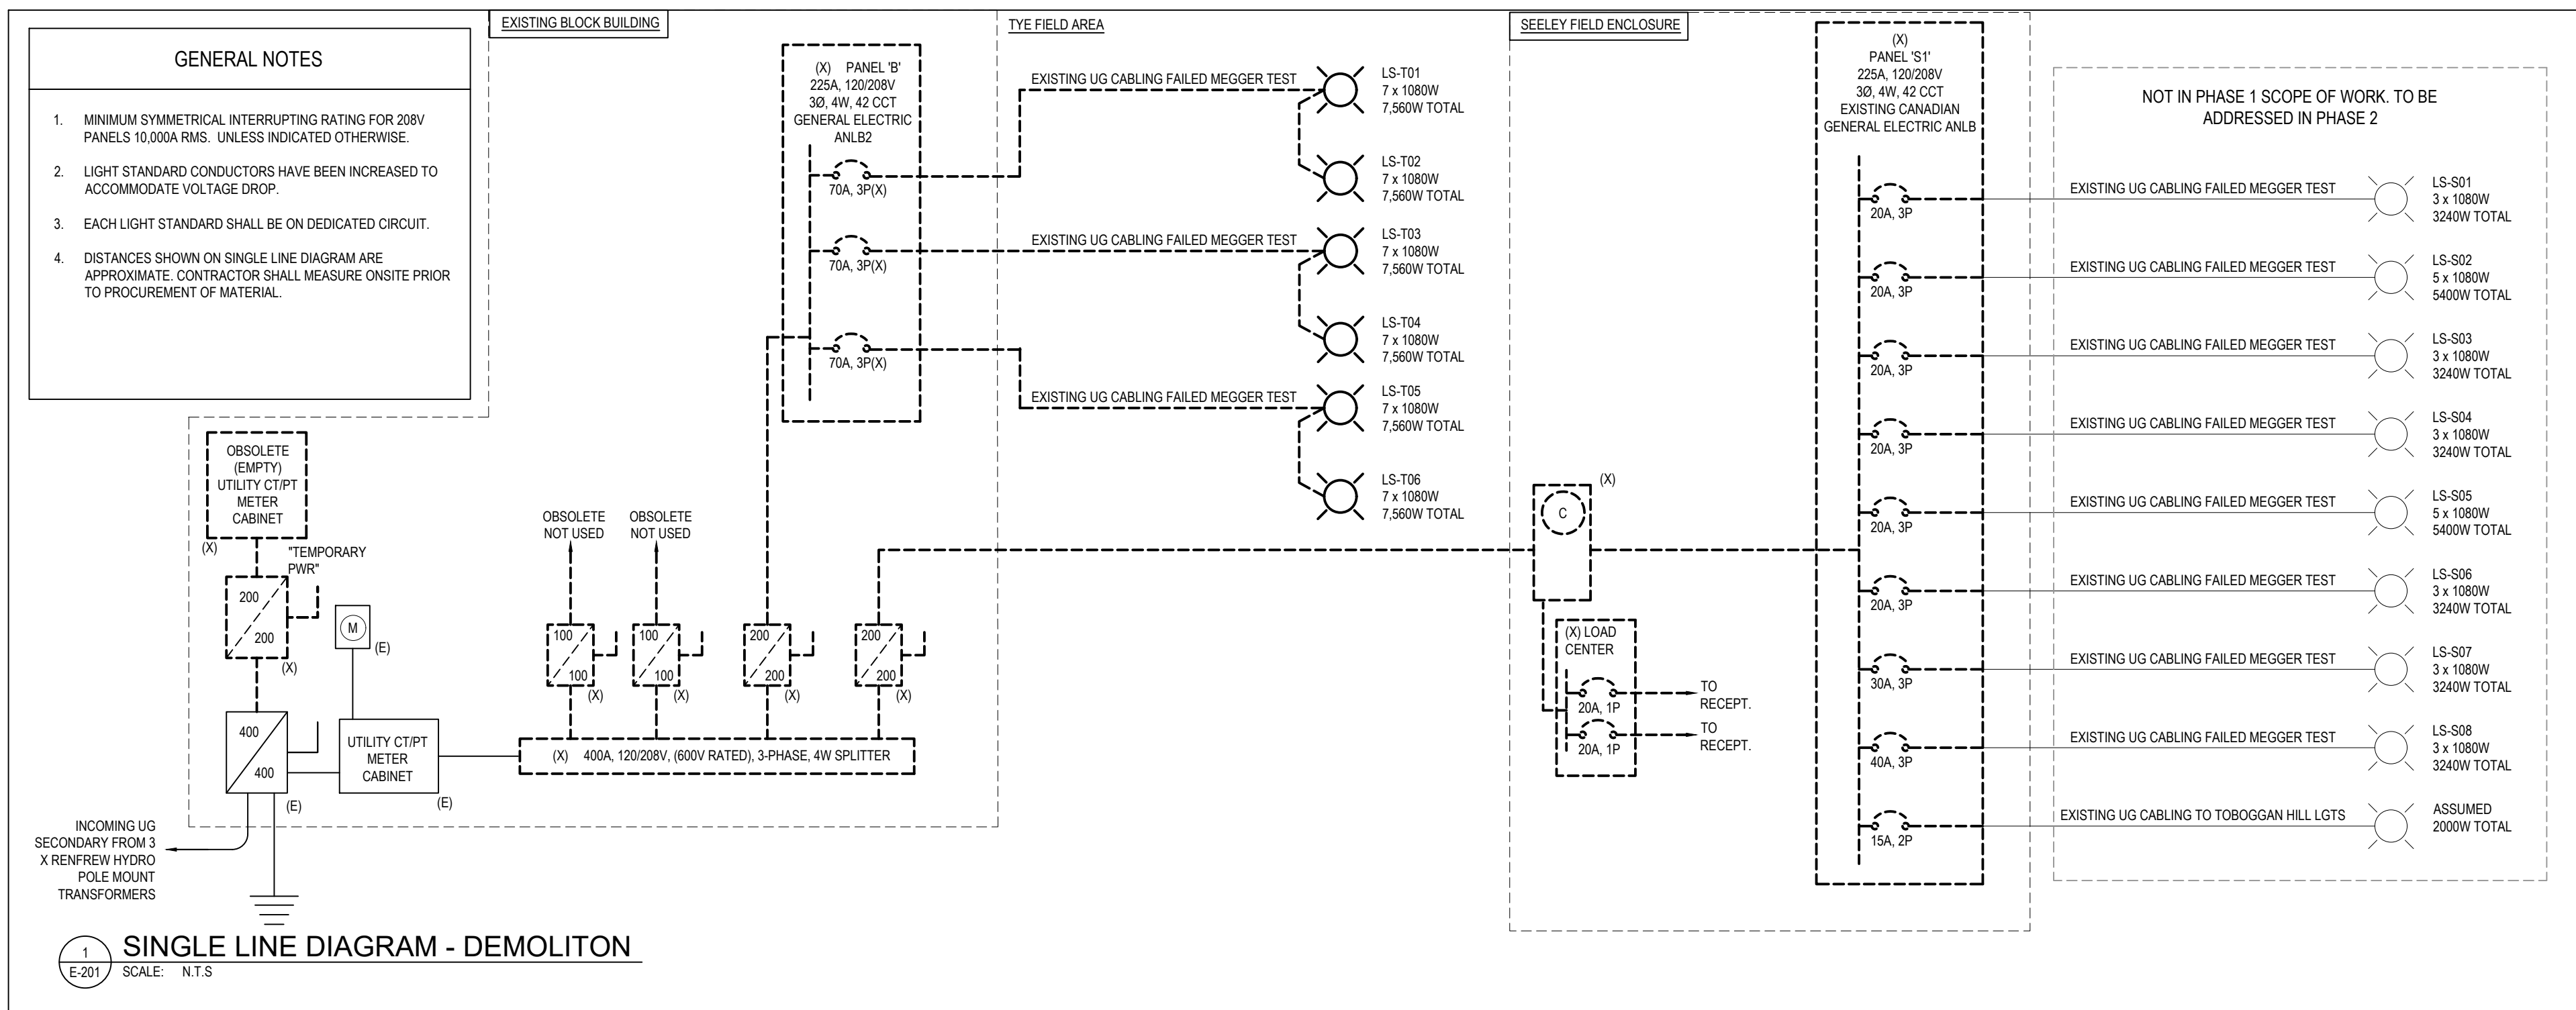 GENERAL NOTES
1. MINIMUM SYMMETRICAL INTERRUPTING RATING FOR 208V
PANELS 10,000A RMS. UNLESS INDICATED OTHERWISE.
2. LIGHT STANDARD CONDUCTORS HAVE BEEN INCREASED TO
ACCOMMODATE VOLTAGE DROP.
3. EACH LIGHT STANDARD SHALL BE ON DEDICATED CIRCUIT.
4. DISTANCES SHOWN ON SINGLE LINE DIAGRAM ARE
APPROXIMATE. CONTRACTOR SHALL MEASURE ONSITE PRIOR
TO PROCUREMENT OF MATERIAL.
EXISTING BLOCK BUILDING
(X) PANEL 'B'
225A, 120/208V
3Ø, 4W, 42 CCT
GENERAL ELECTRIC
ANLB2
70A, 3P(X)
70A, 3P(X)
70A, 3P(X)
OBSOLETE
(EMPTY)
UTILITY CT/PT
METER
CABINET
(X)
"TEMPORARY
PWR"
200
200
(X)
M
(E)
400
400
(E)
UTILITY CT/PT
METER
CABINET
(E)
OBSOLETE
NOT USED
OBSOLETE
NOT USED
100
100
(X)
100
100
(X)
200
200
(X)
200
200
(X)
(X) 400A, 120/208V, (600V RATED), 3-PHASE, 4W SPLITTER
INCOMING UG
SECONDARY FROM 3
X RENFREW HYDRO
POLE MOUNT
TRANSFORMERS
TYE FIELD AREA
EXISTING UG CABLING FAILED MEGGER TEST
LS-T01
7 x 1080W
7,560W TOTAL
LS-T02
7 x 1080W
7,560W TOTAL
EXISTING UG CABLING FAILED MEGGER TEST
LS-T03
7 x 1080W
7,560W TOTAL
LS-T04
7 x 1080W
7,560W TOTAL
EXISTING UG CABLING FAILED MEGGER TEST
LS-T05
7 x 1080W
7,560W TOTAL
LS-T06
7 x 1080W
7,560W TOTAL
SEELEY FIELD ENCLOSURE
C
(X)
(X) LOAD
CENTER
20A, 1P
TO
RECEPT.
20A, 1P
TO
RECEPT.
(X)
PANEL 'S1'
225A, 120/208V
3Ø, 4W, 42 CCT
EXISTING CANADIAN
GENERAL ELECTRIC ANLB
NOT IN PHASE 1 SCOPE OF WORK. TO BE
ADDRESSED IN PHASE 2
20A, 3P
EXISTING UG CABLING FAILED MEGGER TEST
LS-S01
3 x 1080W
3240W TOTAL
20A, 3P
EXISTING UG CABLING FAILED MEGGER TEST
LS-S02
5 x 1080W
5400W TOTAL
20A, 3P
EXISTING UG CABLING FAILED MEGGER TEST
LS-S03
3 x 1080W
3240W TOTAL
20A, 3P
EXISTING UG CABLING FAILED MEGGER TEST
LS-S04
3 x 1080W
3240W TOTAL
20A, 3P
EXISTING UG CABLING FAILED MEGGER TEST
LS-S05
5 x 1080W
5400W TOTAL
20A, 3P
EXISTING UG CABLING FAILED MEGGER TEST
LS-S06
3 x 1080W
3240W TOTAL
30A, 3P
EXISTING UG CABLING FAILED MEGGER TEST
LS-S07
3 x 1080W
3240W TOTAL
40A, 3P
EXISTING UG CABLING FAILED MEGGER TEST
LS-S08
3 x 1080W
3240W TOTAL
15A, 2P
EXISTING UG CABLING TO TOBOGGAN HILL LGTS
ASSUMED
2000W TOTAL
1
E-201
SINGLE LINE DIAGRAM - DEMOLITON
SCALE: N.T.S